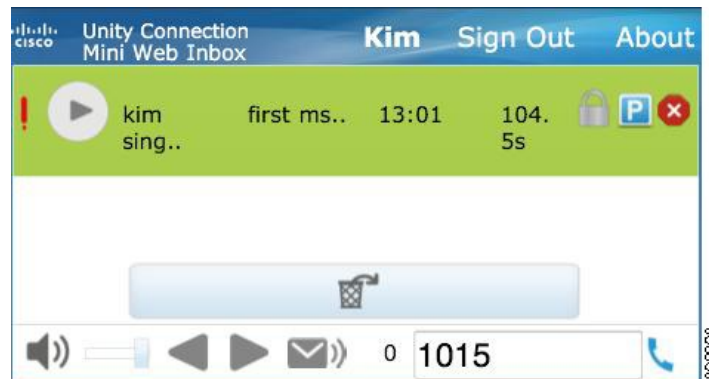 cisco
Unity Connection
Mini Web Inbox
Kim Sign Out About
! kim first ms.. 13:01 104.
sing.. 5s
P
0 1015